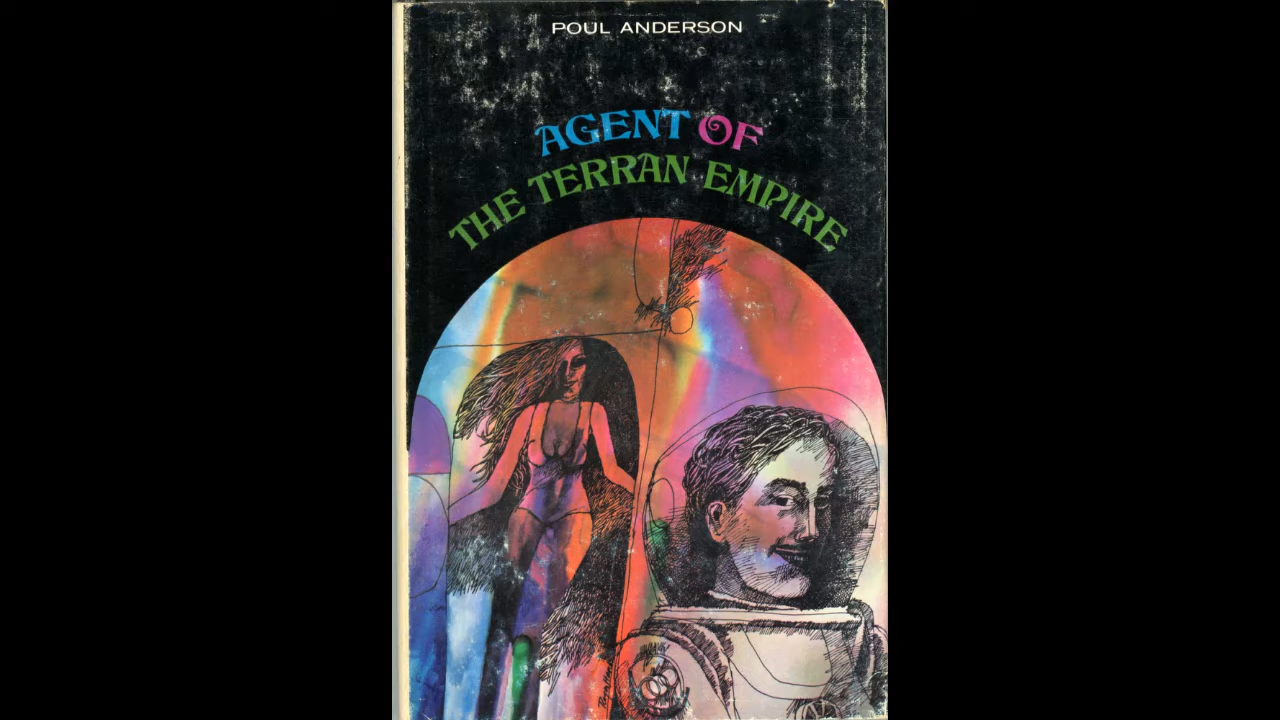 POUL ANDERSON
AGENT OF
THE TERRAN EMPIRE